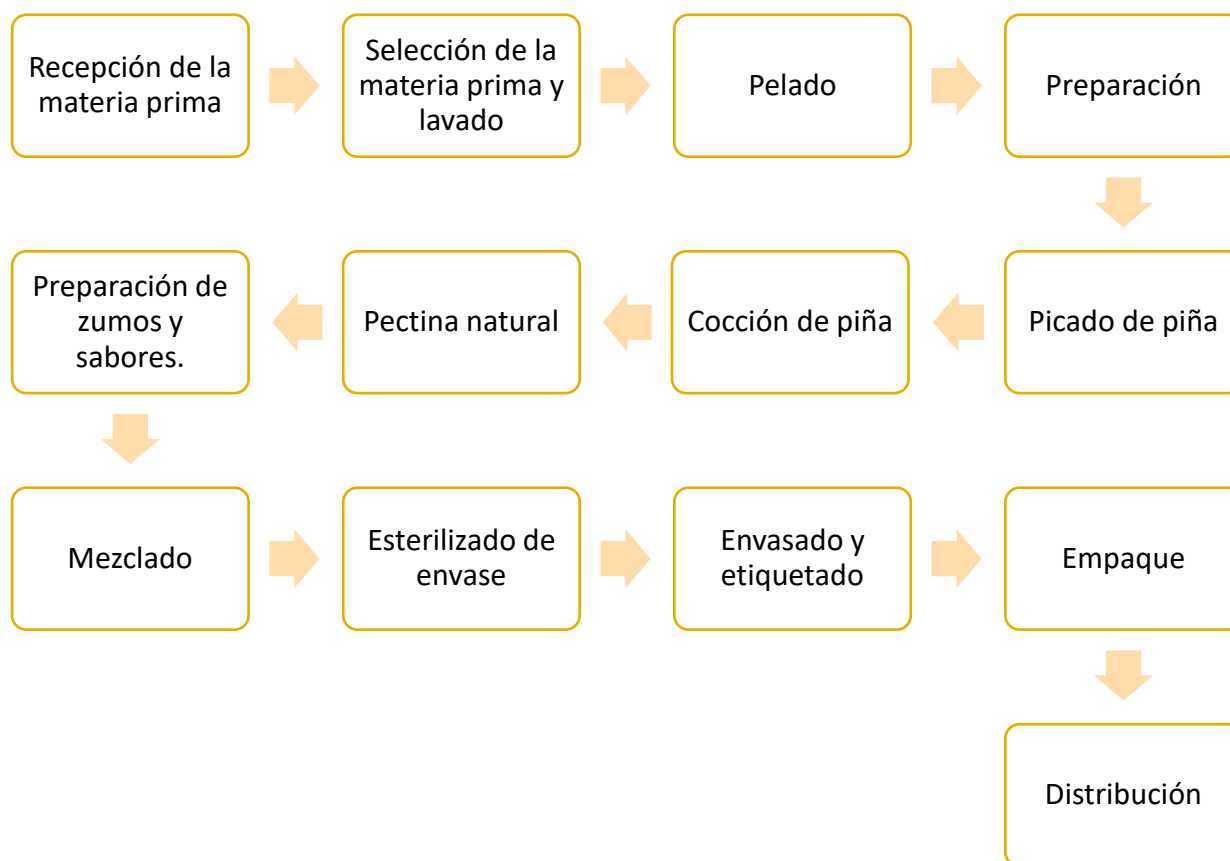 Recepción de la
materia prima
Selección de la
materia prima y
lavado
Pelado
Preparación
Picado de piña
Cocción de piña
Pectina natural
Preparación de
zumos y
sabores.
Mezclado
Esterilizado de
envase
Envasado y
etiquetado
Empaque
Distribución